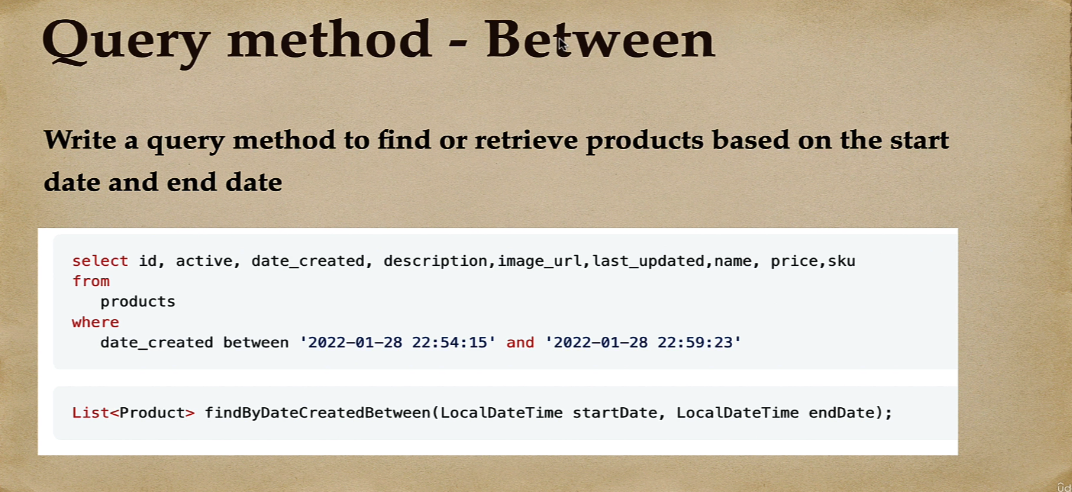 Query method - Between
Write a query method to find or retrieve products based on the start
date and end date
select id, active, date_created, description,image_url,last_updated,name, price,sku
from
products
where
date_created between '2022-01-28 22:54:15' and '2022-01-28 22:59:23'
List<Product> findByDateCreatedBetween(LocalDateTime startDate, LocalDateTime endDate);